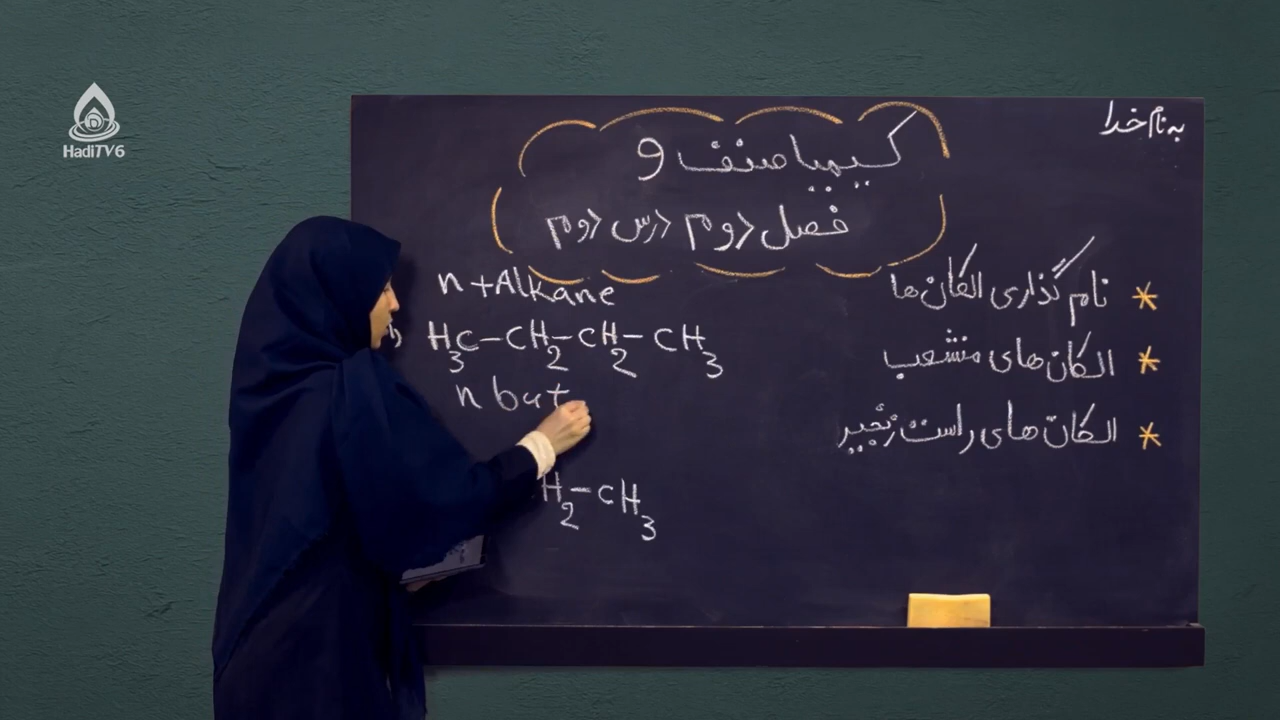 HadiTV6
به نام خدا
کیمیا صنف ۹
فصل دوم درس دوم
n+Alkane
H3C-CH2-CH2-CH3
n but
H2-CH3
* نام گذاری الکان ها
* الکان های منشعب
* الکان های راست زنجیر